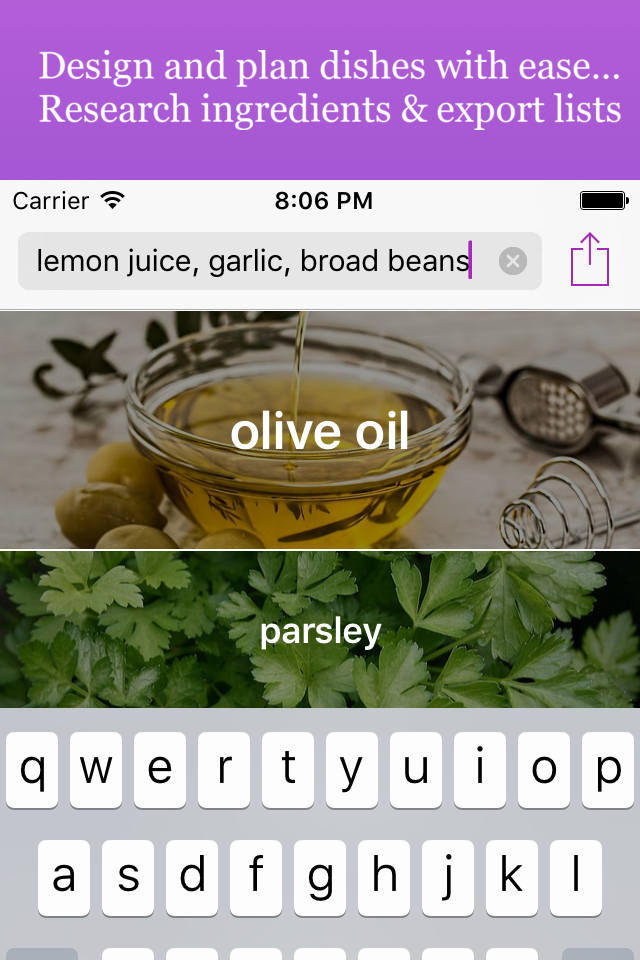 Design and plan dishes with ease...
Research ingredients & export lists
Carrier 8:06 PM
lemon juice, garlic, broad beans
olive oil
parsley
q w e r t y u i o p
a s d f g h j k l